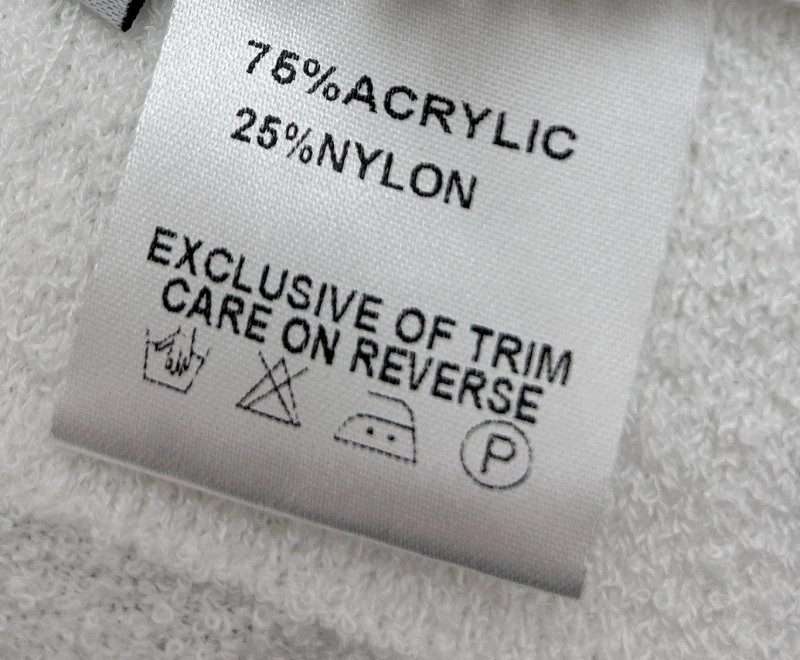 75%ACRYLIC
25%NYLON
EXCLUSIVE OF TRIM
CARE ON REVERSE
P